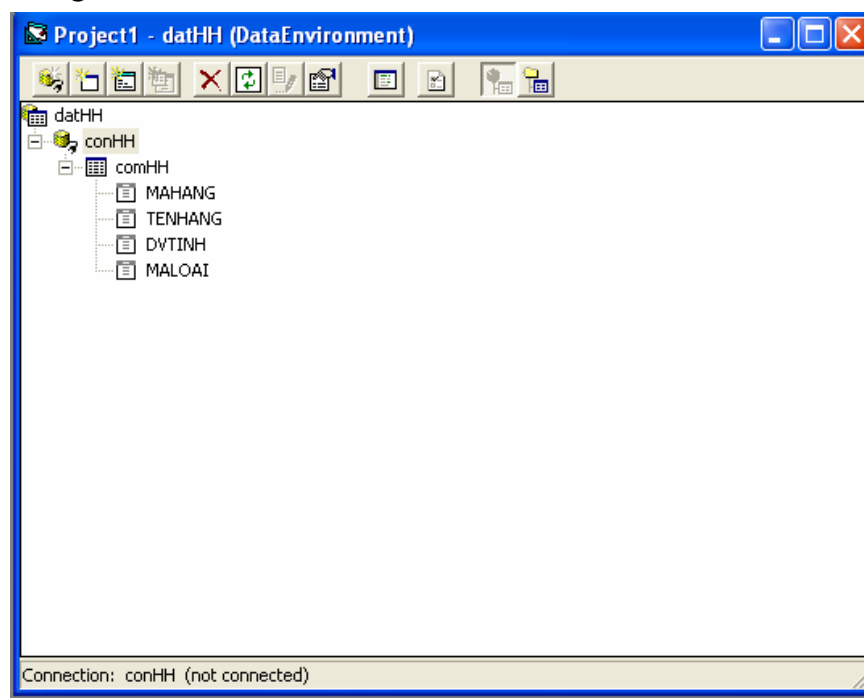 Project1 - datHH (DataEnvironment)
datHH
conHH
comHH
MAHANG
TENHANG
DVTINH
MALOAI
Connection: conHH (not connected)